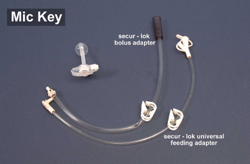 Mic Key
secur - lok
bolus adapter
secur - lok universal
feeding adapter